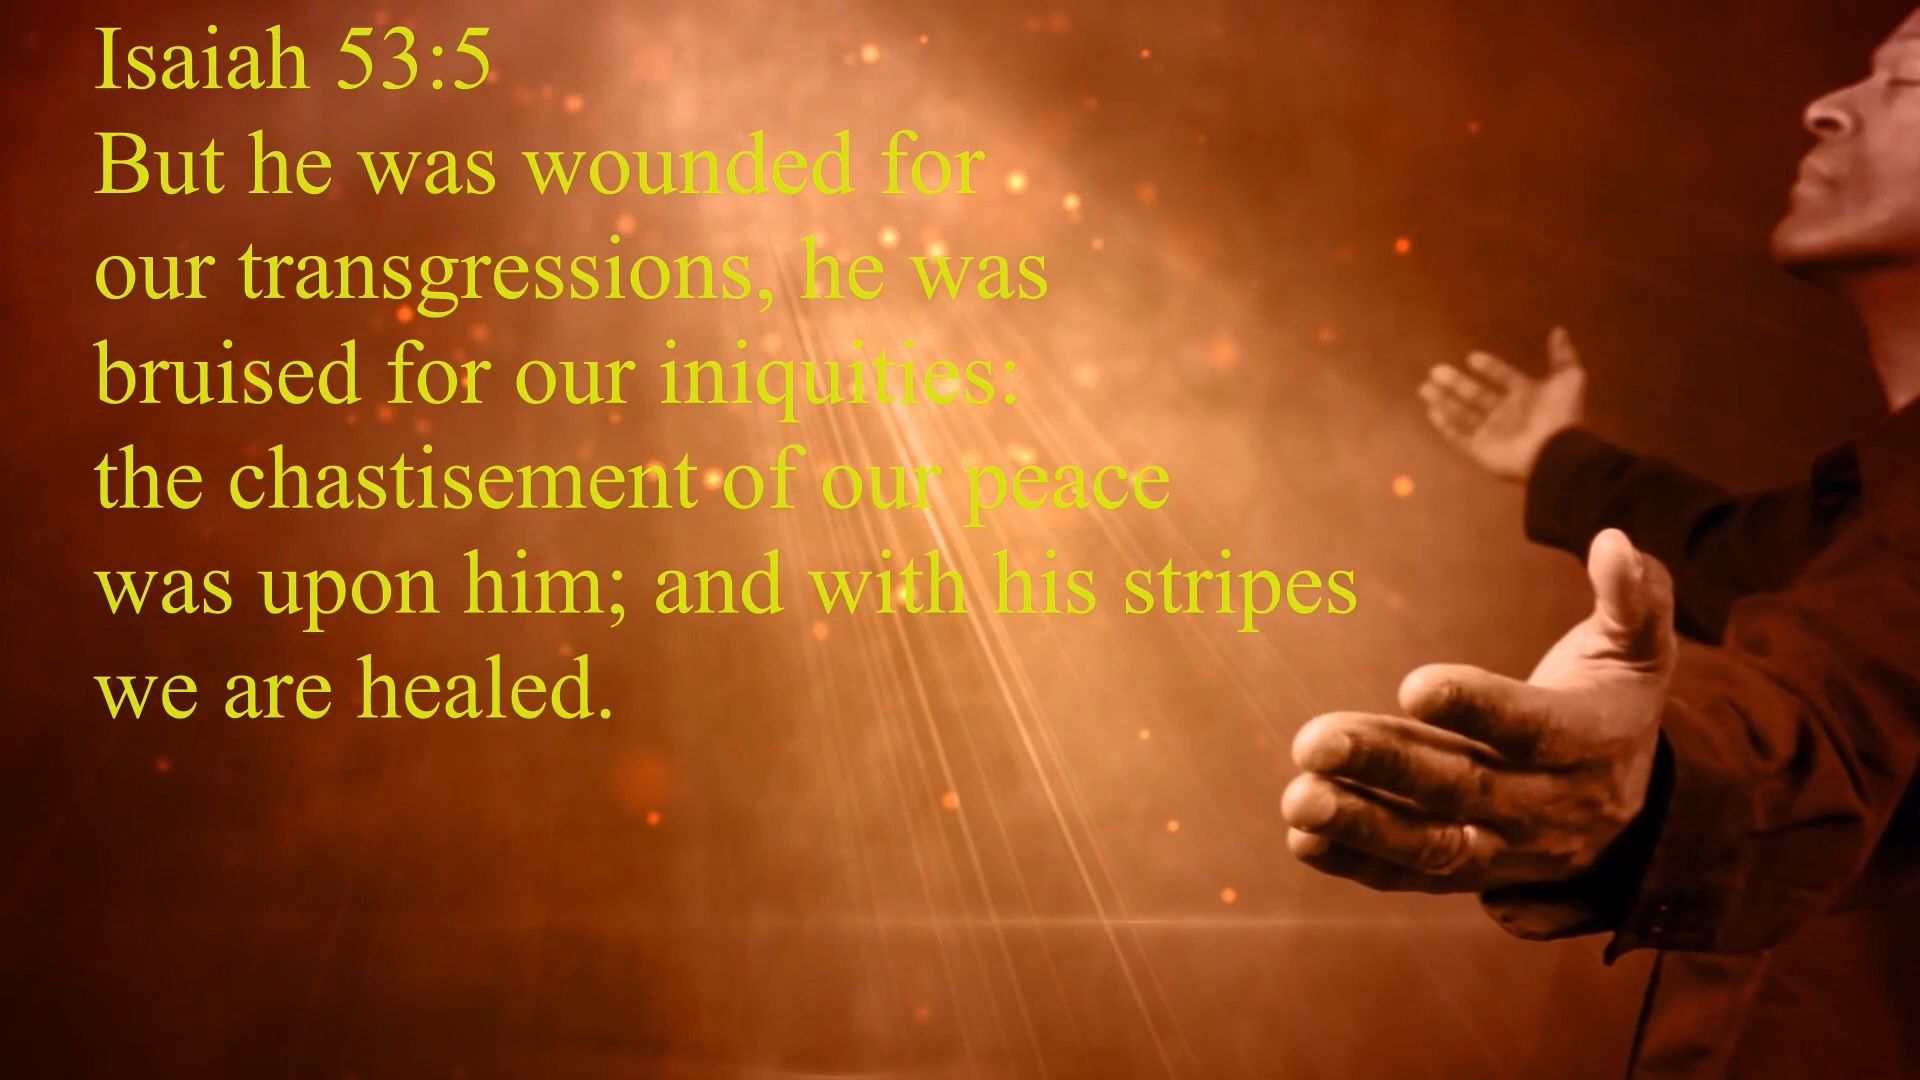 Isaiah 53:5
But he was wounded for
our transgressions, he was
bruised for our iniquities:
the chastisement of our peace
was upon him; and with his stripes
we are healed.